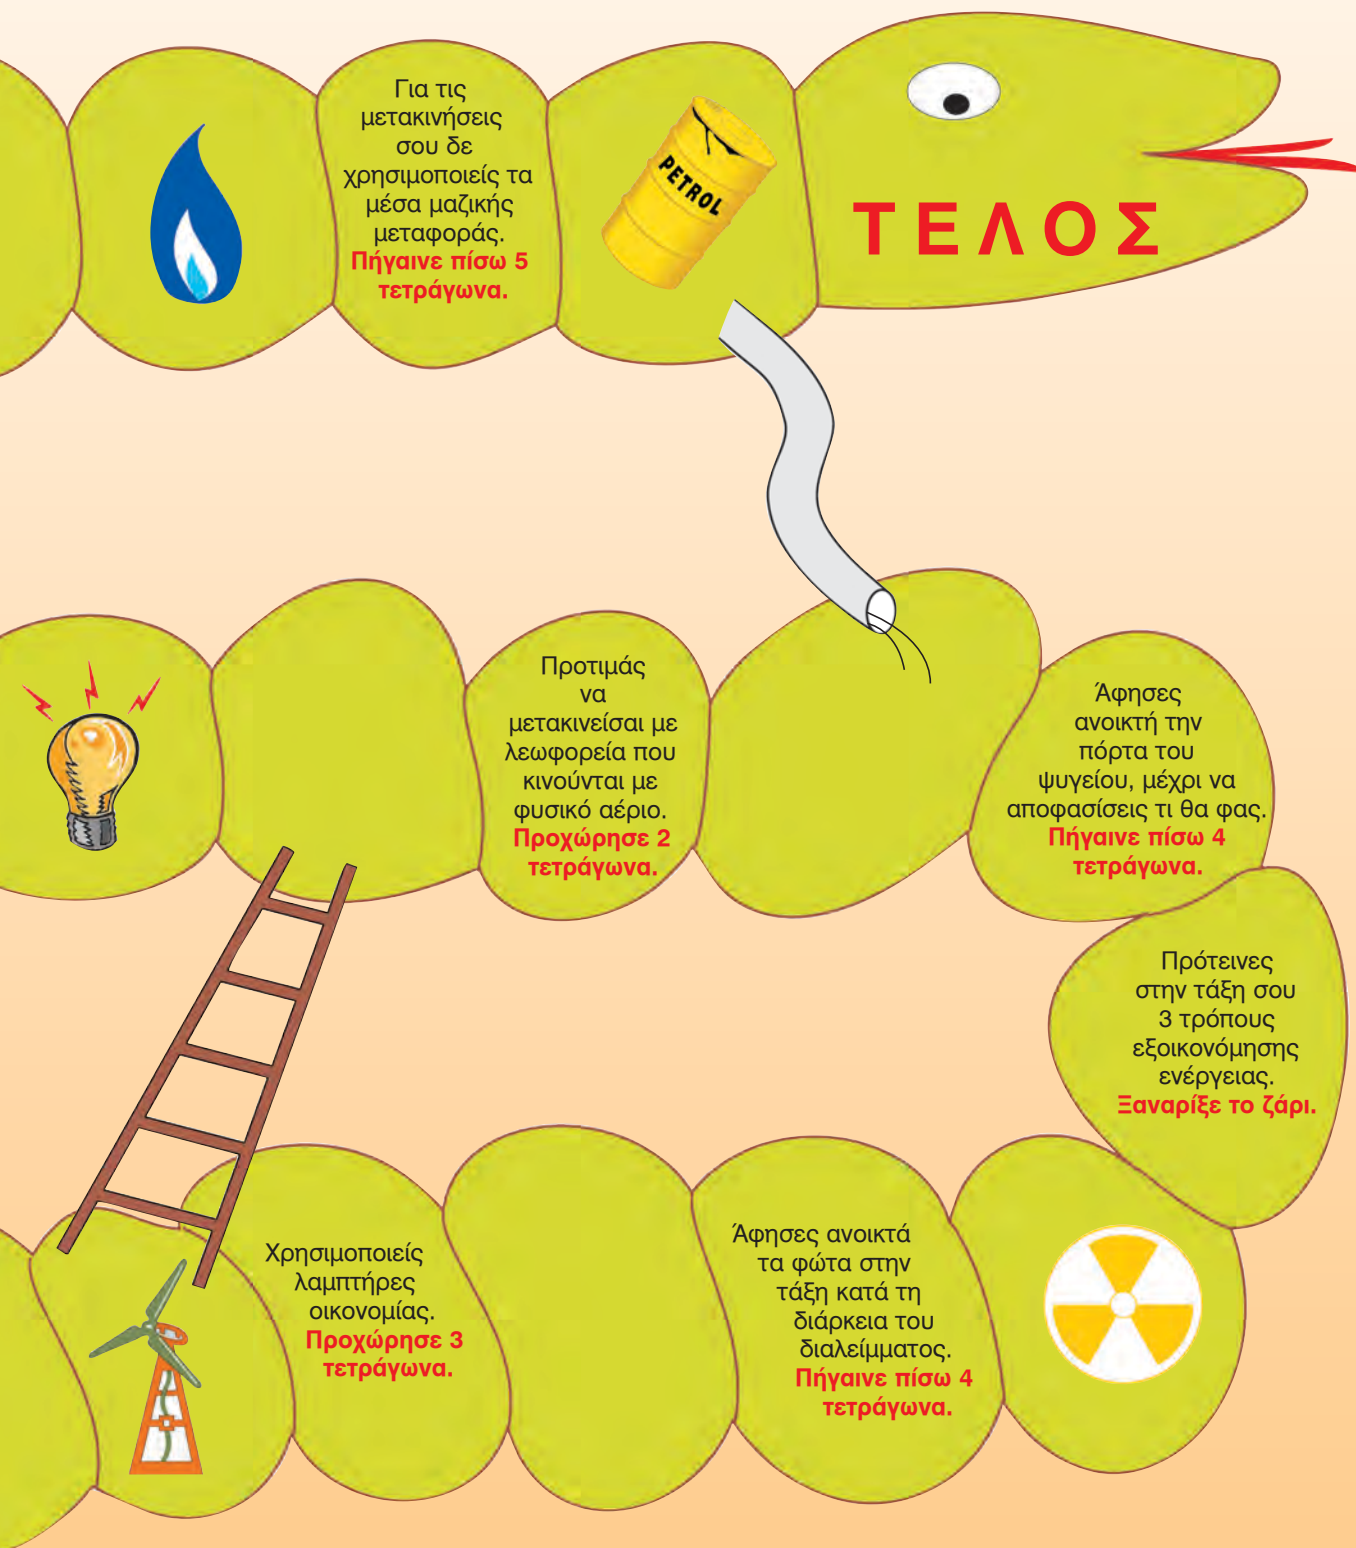 Για τις
μετακινήσεις
σου δε
χρησιμοποιείς τα
μέσα μαζικής
μεταφοράς.
Πήγαινε πίσω 5
τετράγωνα.
PETROL
ΤΕΛΟΣ
Προτιμάς
να
μετακινείσαι με
λεωφορεία που
κινούνται με
φυσικό αέριο.
Προχώρησε 2
τετράγωνα.
Άφησες
ανοικτή την
πόρτα του
ψυγείου, μέχρι να
αποφασίσεις τι θα φας.
Πήγαινε πίσω 4
τετράγωνα.
Πρότεινες
στην τάξη σου
3 τρόπους
εξοικονόμησης
ενέργειας.
Ξαναρίξε το ζάρι.
Χρησιμοποιείς
λαμπτήρες
οικονομίας.
Προχώρησε 3
τετράγωνα.
Άφησες ανοικτά
τα φώτα στην
τάξη κατά τη
διάρκεια του
διαλείμματος.
Πήγαινε πίσω 4
τετράγωνα.